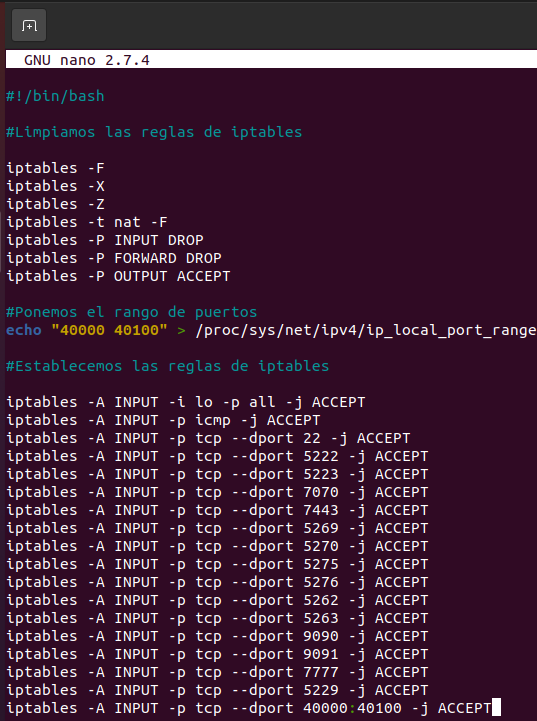 GNU nano 2.7.4
#!/bin/bash
#Limpiamos las reglas de iptables
iptables -F
iptables -X
iptables -Z
iptables -t nat -F
iptables -P INPUT DROP
iptables -P FORWARD DROP
iptables -P OUTPUT ACCEPT
#Ponemos el rango de puertos
echo "40000 40100" > /proc/sys/net/ipv4/ip_local_port_range
#Establecemos las reglas de iptables
iptables -A INPUT -i lo -p all -j ACCEPT
iptables -A INPUT -p icmp -j ACCEPT
iptables -A INPUT -p tcp --dport 22 -j ACCEPT
iptables -A INPUT -p tcp --dport 5222 -j ACCEPT
iptables -A INPUT -p tcp --dport 5223 -j ACCEPT
iptables -A INPUT -p tcp --dport 7070 -j ACCEPT
iptables -A INPUT -p tcp --dport 7443 -j ACCEPT
iptables -A INPUT -p tcp --dport 5269 -j ACCEPT
iptables -A INPUT -p tcp --dport 5270 -j ACCEPT
iptables -A INPUT -p tcp --dport 5275 -j ACCEPT
iptables -A INPUT -p tcp --dport 5276 -j ACCEPT
iptables -A INPUT -p tcp --dport 5262 -j ACCEPT
iptables -A INPUT -p tcp --dport 5263 -j ACCEPT
iptables -A INPUT -p tcp --dport 9090 -j ACCEPT
iptables -A INPUT -p tcp --dport 9091 -j ACCEPT
iptables -A INPUT -p tcp --dport 7777 -j ACCEPT
iptables -A INPUT -p tcp --dport 5229 -j ACCEPT
iptables -A INPUT -p tcp --dport 40000:40100 -j ACCEPT